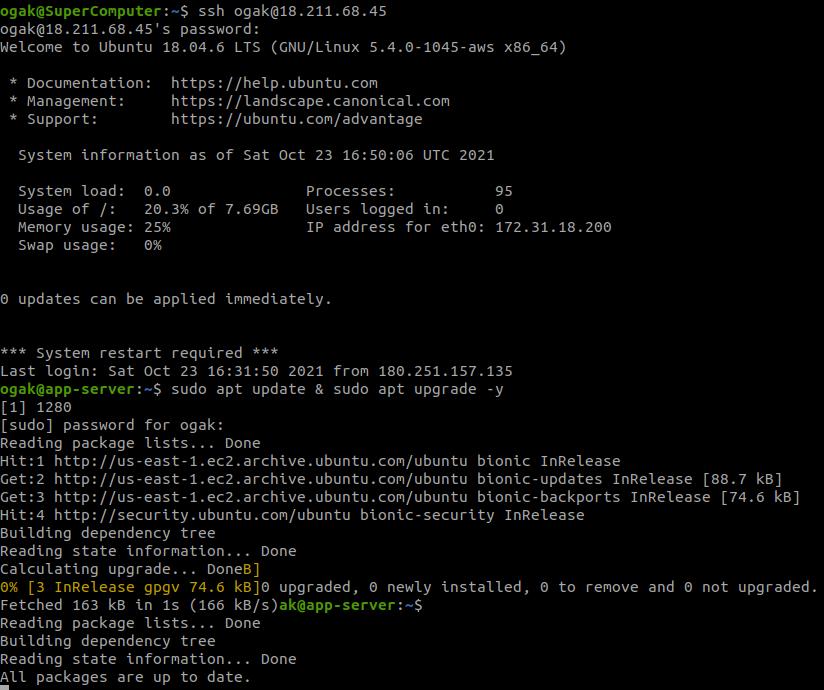 ogak@SuperComputer:~$ ssh ogak@18.211.68.45
ogak@18.211.68.45's password:
Welcome to Ubuntu 18.04.6 LTS (GNU/Linux 5.4.0-1045-aws x86_64)
* Documentation:  https://help.ubuntu.com
* Management:     https://landscape.canonical.com
* Support:        https://ubuntu.com/advantage
System information as of Sat Oct 23 16:50:06 UTC 2021
System load:  0.0                Processes:           95
Usage of /:   20.3% of 7.69GB   Users logged in:     0
Memory usage: 25%                IP address for eth0: 172.31.18.200
Swap usage:   0%
0 updates can be applied immediately.
*** System restart required ***
Last login: Sat Oct 23 16:31:50 2021 from 180.251.157.135
ogak@app-server:~$ sudo apt update & sudo apt upgrade -y
[1] 1280
[sudo] password for ogak:
Reading package lists... Done
Hit:1 http://us-east-1.ec2.archive.ubuntu.com/ubuntu bionic InRelease
Get:2 http://us-east-1.ec2.archive.ubuntu.com/ubuntu bionic-updates InRelease [88.7 kB]
Get:3 http://us-east-1.ec2.archive.ubuntu.com/ubuntu bionic-backports InRelease [74.6 kB]
Hit:4 http://security.ubuntu.com/ubuntu bionic-security InRelease
Building dependency tree
Reading state information... Done
Calculating upgrade... DoneB]
0% [3 InRelease gpgv 74.6 kB]0 upgraded, 0 newly installed, 0 to remove and 0 not upgraded.
Fetched 163 kB in 1s (166 kB/s)ak@app-server:~$
Reading package lists... Done
Building dependency tree
Reading state information... Done
All packages are up to date.